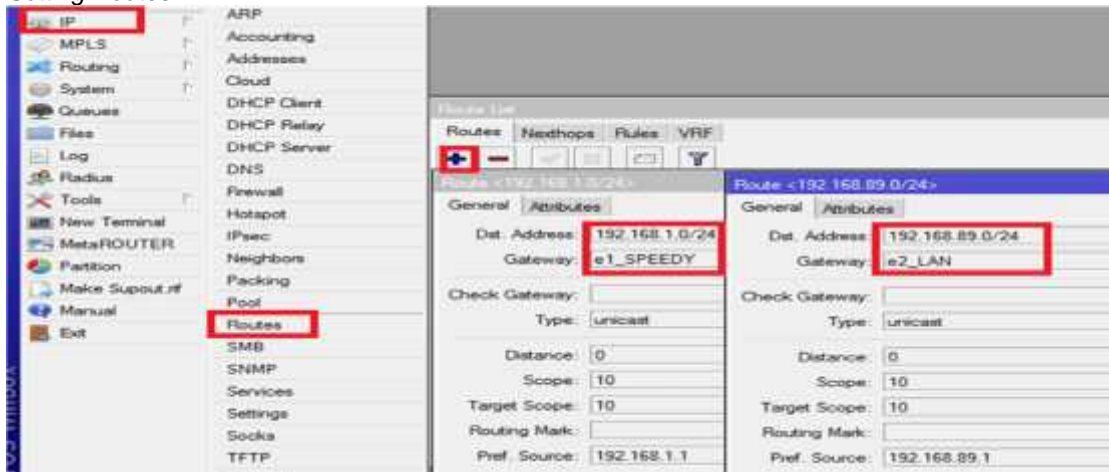 IP
MPLS
Routing
System
Queues
Files
Log
Radius
Tools
New Terminal
MetaROUTER
Partition
Make Supout.rif
Manual
Exit
ARP
Accounting
Addresses
Cloud
DHCP Client
DHCP Relay
DHCP Server
DNS
Firewall
Hotspot
IPsec
Neighbors
Packing
Pool
Routes
SMB
SNMP
Services
Settings
Socks
TFTP
Route List
Routes Nexthops Rules VRF
Route <192.168.1.0/24>
General Attributes
Dst. Address: 192.168.1.0/24
Gateway: e1_SPEEDY
Check Gateway:
Type: unicast
Distance: 0
Scope: 10
Target Scope: 10
Routing Mark:
Pref. Source: 192.168.1.1
Route <192.168.89.0/24>
General Attributes
Dst. Address: 192.168.89.0/24
Gateway: e2_LAN
Check Gateway:
Type: unicast
Distance: 0
Scope: 10
Target Scope: 10
Routing Mark:
Pref. Source: 192.168.89.1